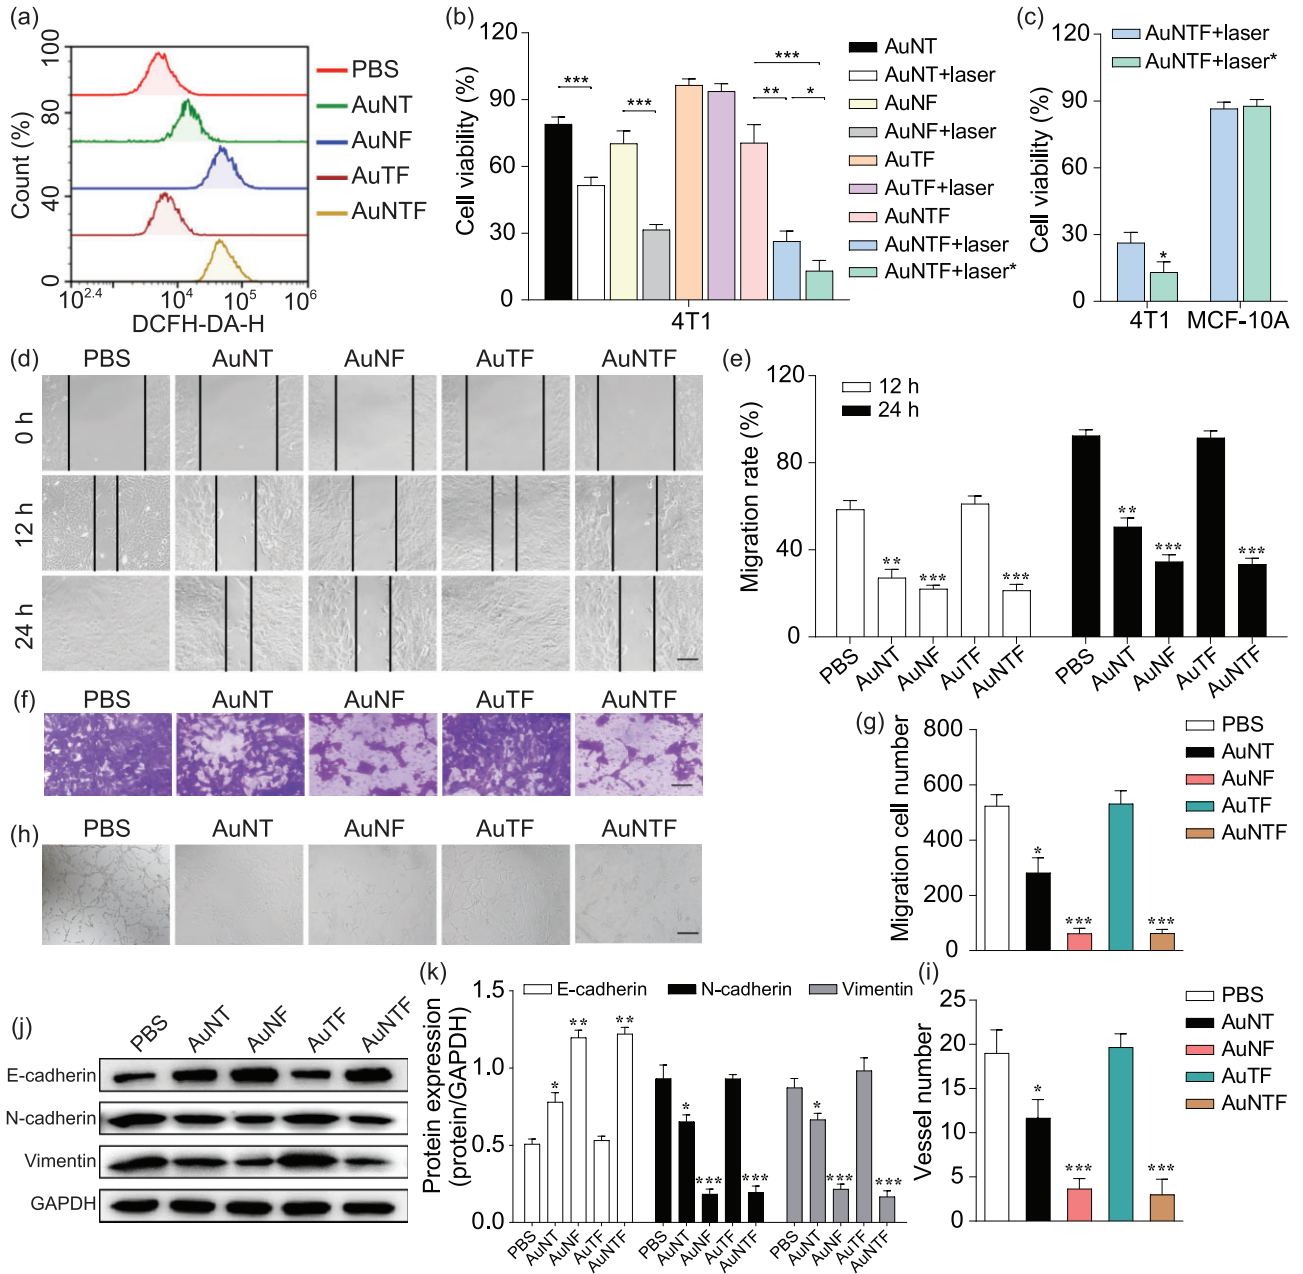 (a)
Count (%)
100
80
40
0
10^2.4
10^4
10^5
10^6
DCFH-DA-H
PBS
AuNT
AuNF
AuTF
AuNTF
(b)
Cell viability (%)
120
90
60
30
0
***
***
***
**
*
4T1
AuNT
AuNT+laser
AuNF
AuNF+laser
AuTF
AuTF+laser
AuNTF
AuNTF+laser
AuNTF+laser*
(c)
AuNTF+laser
AuNTF+laser*
Cell viability (%)
120
90
60
30
0
*
4T1 MCF-10A
(d)
PBS AuNT AuNF AuTF AuNTF
0 h
12 h
24 h
(e)
Migration rate (%)
120
80
40
0
12 h
24 h
** *** ***
** *** ***
PBS AuNT AuNF AuTF AuNTF PBS AuNT AuNF AuTF AuNTF
(f)
PBS AuNT AuNF AuTF AuNTF
(g)
Migration cell number
800
600
400
200
0
* *** ***
PBS
AuNT
AuNF
AuTF
AuNTF
(h)
PBS AuNT AuNF AuTF AuNTF
(i)
Vessel number
25
20
15
10
5
0
* *** ***
PBS
AuNT
AuNF
AuTF
AuNTF
(j)
PBS AuNT AuNF AuTF AuNTF
E-cadherin
N-cadherin
Vimentin
GAPDH
(k)
Protein expression
(protein/GAPDH)
1.5
1.0
0.5
0.0
E-cadherin N-cadherin Vimentin
* ** **
* *** ***
* *** ***
PBS AuNT AuNF AuTF AuNTF PBS AuNT AuNF AuTF AuNTF PBS AuNT AuNF AuTF AuNTF